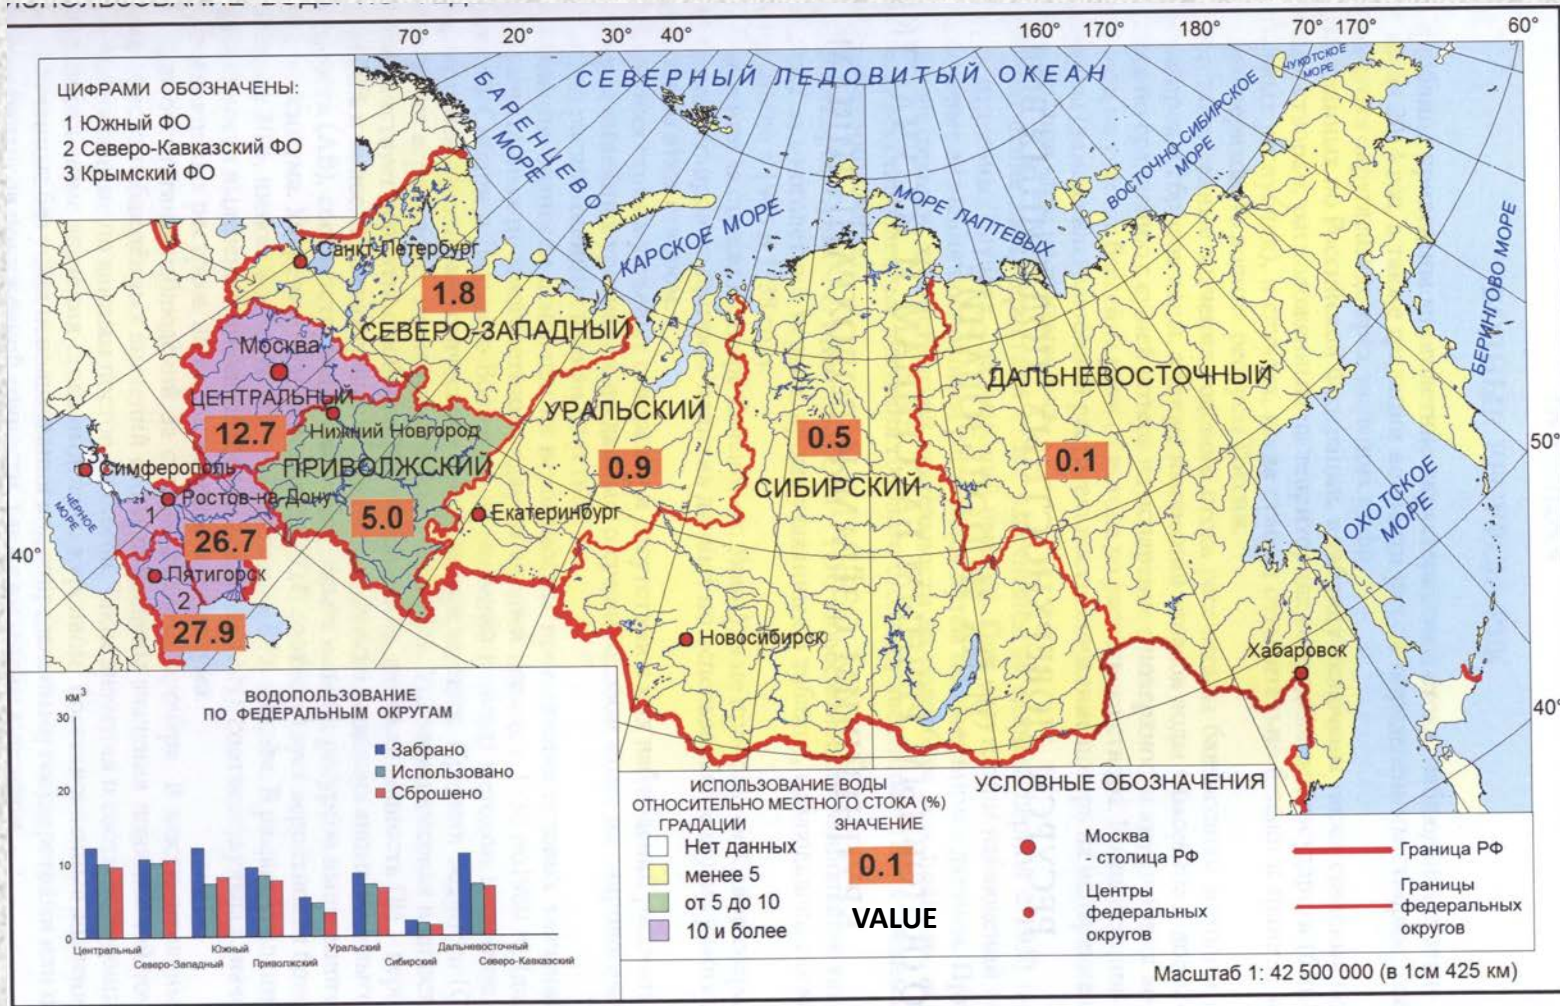 70° 20° 30° 40° 160° 170° 180° 70° 170° 60°
ЦИФРАМИ ОБОЗНАЧЕНЫ:
1 Южный ФО
2 Северо-Кавказский ФО
3 Крымский ФО
СЕВЕРНЫЙ ЛЕДОВИТЫЙ ОКЕАН
БАРЕНЦЕВО
МОРЕ
КАРСКОЕ МОРЕ
МОРЕ ЛАПТЕВЫХ
ВОСТОЧНО-СИБИРСКОЕ
МОРЕ
ЧУКОТСКОЕ
МОРЕ
БЕРИНГОВО МОРЕ
ОХОТСКОЕ
МОРЕ
ЧЁРНОЕ
МОРЕ
Санкт-Петербург
1.8
СЕВЕРО-ЗАПАДНЫЙ
Москва
ЦЕНТРАЛЬНЫЙ
12.7
Нижний Новгород
ПРИВОЛЖСКИЙ
5.0
УРАЛЬСКИЙ
0.9
Екатеринбург
0.5
СИБИРСКИЙ
Новосибирск
ДАЛЬНЕВОСТОЧНЫЙ
0.1
Хабаровск
3
Симферополь
Ростов-на-Дону
1
26.7
Пятигорск
2
27.9
40°
50°
40°
ВОДОПОЛЬЗОВАНИЕ
ПО ФЕДЕРАЛЬНЫМ ОКРУГАМ
км³
30
20
10
0
Забрано
Использовано
Сброшено
Центральный
Северо-Западный
Южный
Приволжский
Уральский
Сибирский
Дальневосточный
Северо-Кавказский
ИСПОЛЬЗОВАНИЕ ВОДЫ
ОТНОСИТЕЛЬНО МЕСТНОГО СТОКА (%)
ГРАДАЦИИ ЗНАЧЕНИЕ
Нет данных
менее 5
от 5 до 10
10 и более
0.1
VALUE
УСЛОВНЫЕ ОБОЗНАЧЕНИЯ
Москва
- столица РФ
Центры
федеральных
округов
Граница РФ
Границы
федеральных
округов
Масштаб 1: 42 500 000 (в 1см 425 км)